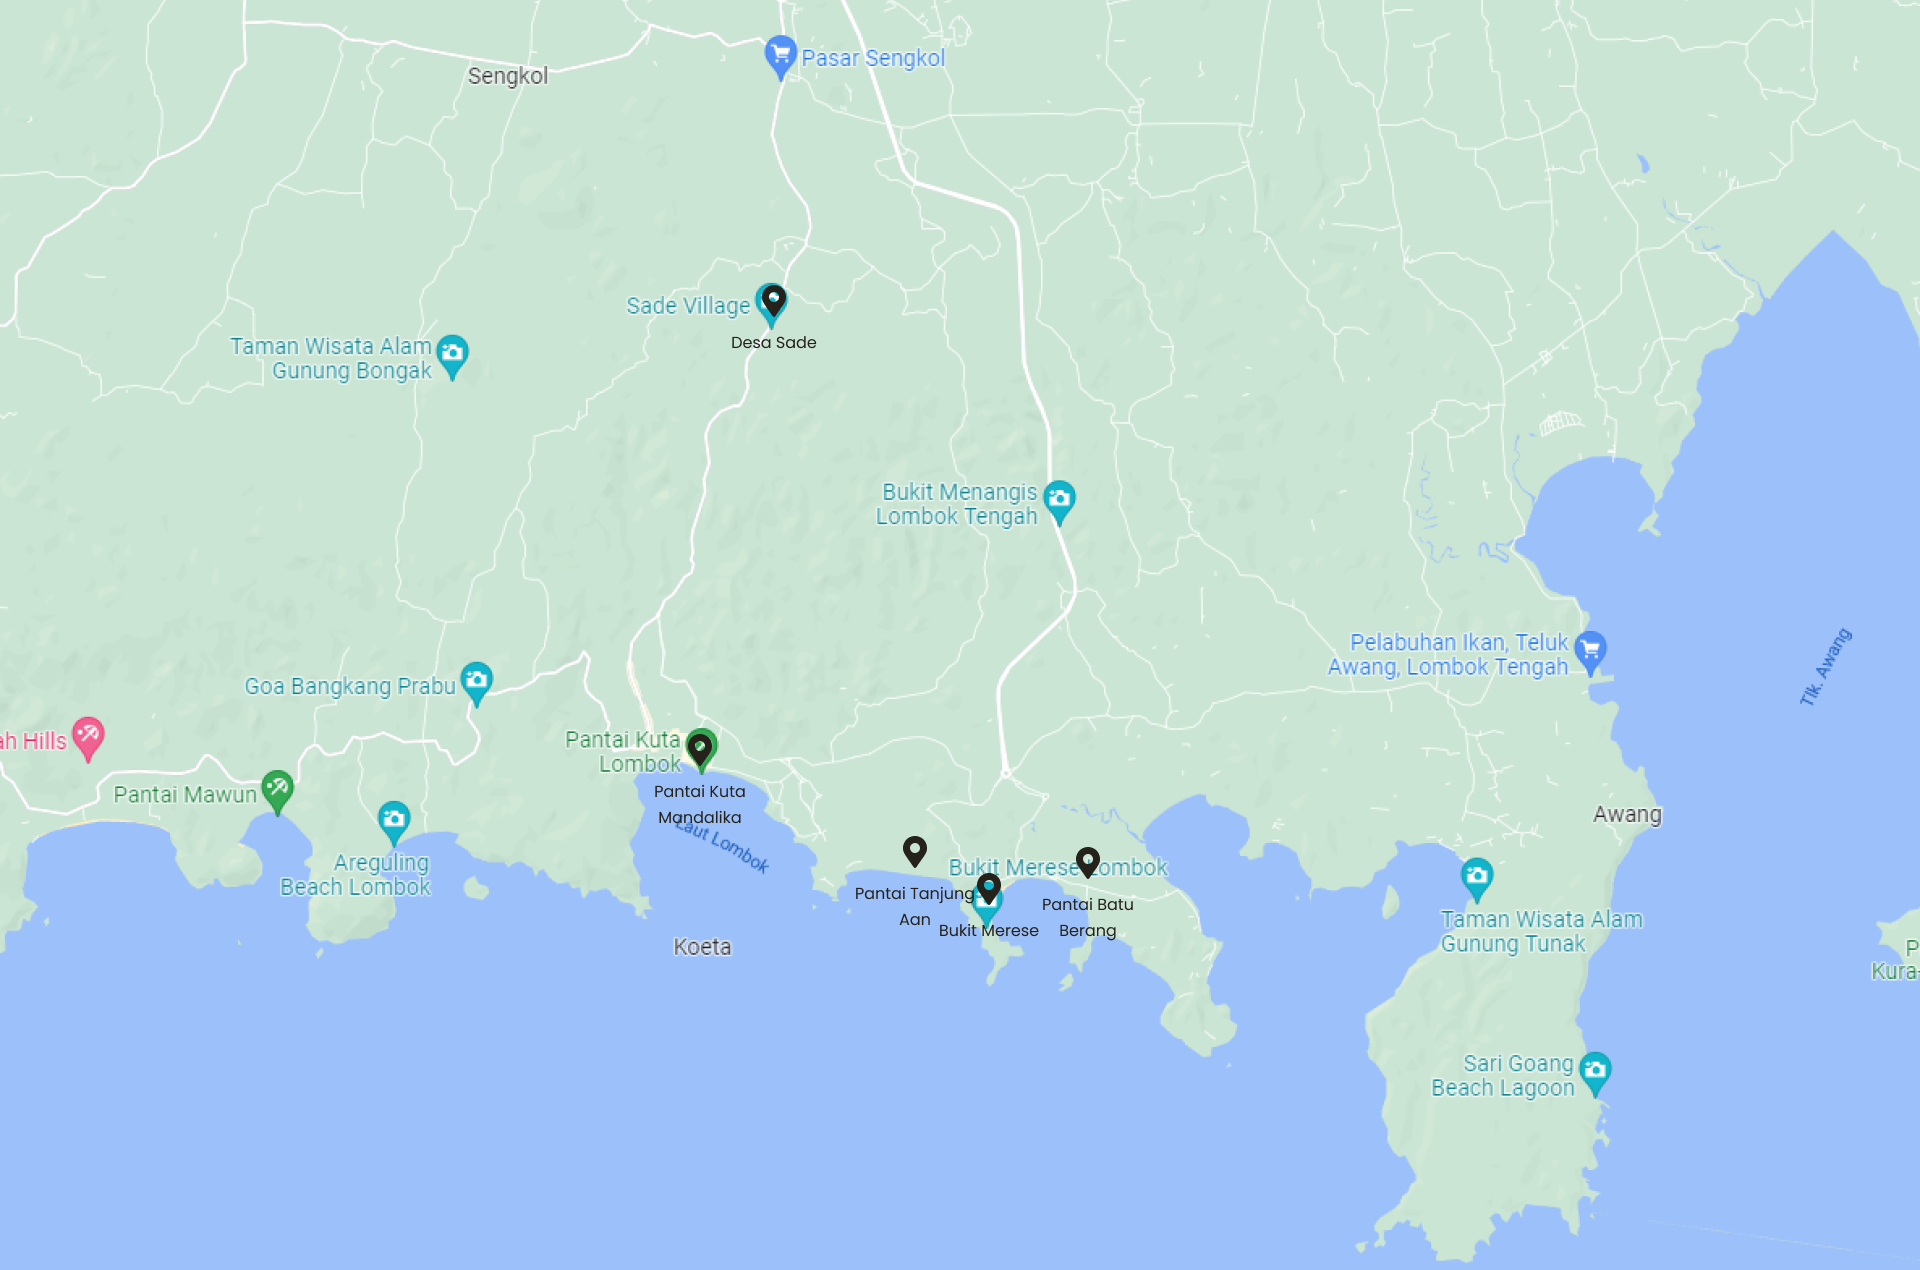 Pasar Sengkol
Sengkol
Sade Village
Desa Sade
Taman Wisata Alam
Gunung Bongak
Bukit Menangis
Lombok Tengah
Pelabuhan Ikan, Teluk
Awang, Lombok Tengah
Tlk. Awang
Goa Bangkang Prabu
ah Hills
Pantai Kuta
Lombok
Pantai Mawun
Pantai Kuta
Mandalika
Laut Lombok
Awang
Areguling
Beach Lombok
Bukit Merese Lombok
Pantai Tanjung
Aan
Bukit Merese
Pantai Batu
Berang
Taman Wisata Alam
Gunung Tunak
Koeta
P
Kura-
Sari Goang
Beach Lagoon